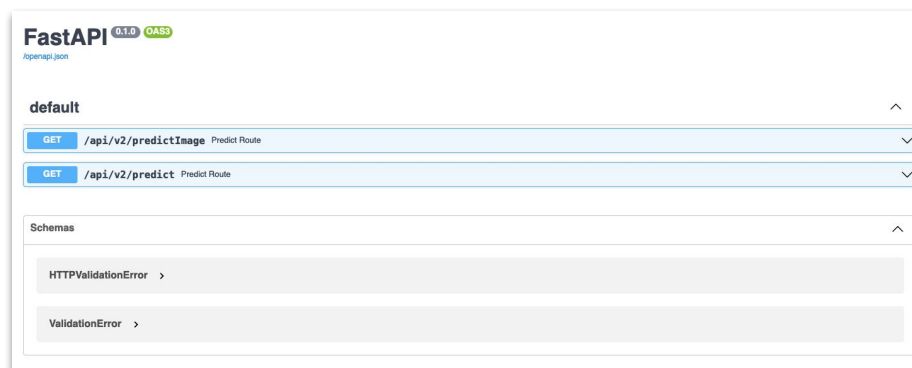 FastAPI 0.1.0 OAS3
/openapi.json
default
GET /api/v2/predictImage Predict Route
GET /api/v2/predict Predict Route
Schemas
HTTPValidationError >
ValidationError >